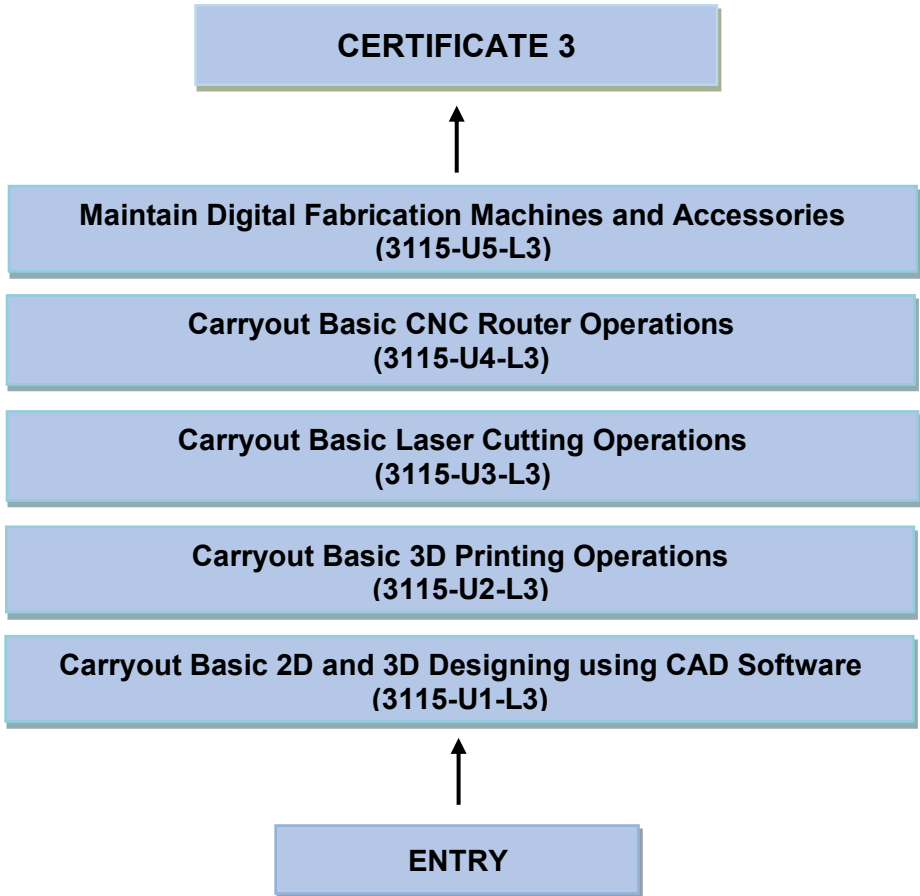 CERTIFICATE 3
Maintain Digital Fabrication Machines and Accessories
(3115-U5-L3)
Carryout Basic CNC Router Operations
(3115-U4-L3)
Carryout Basic Laser Cutting Operations
(3115-U3-L3)
Carryout Basic 3D Printing Operations
(3115-U2-L3)
Carryout Basic 2D and 3D Designing using CAD Software
(3115-U1-L3)
ENTRY